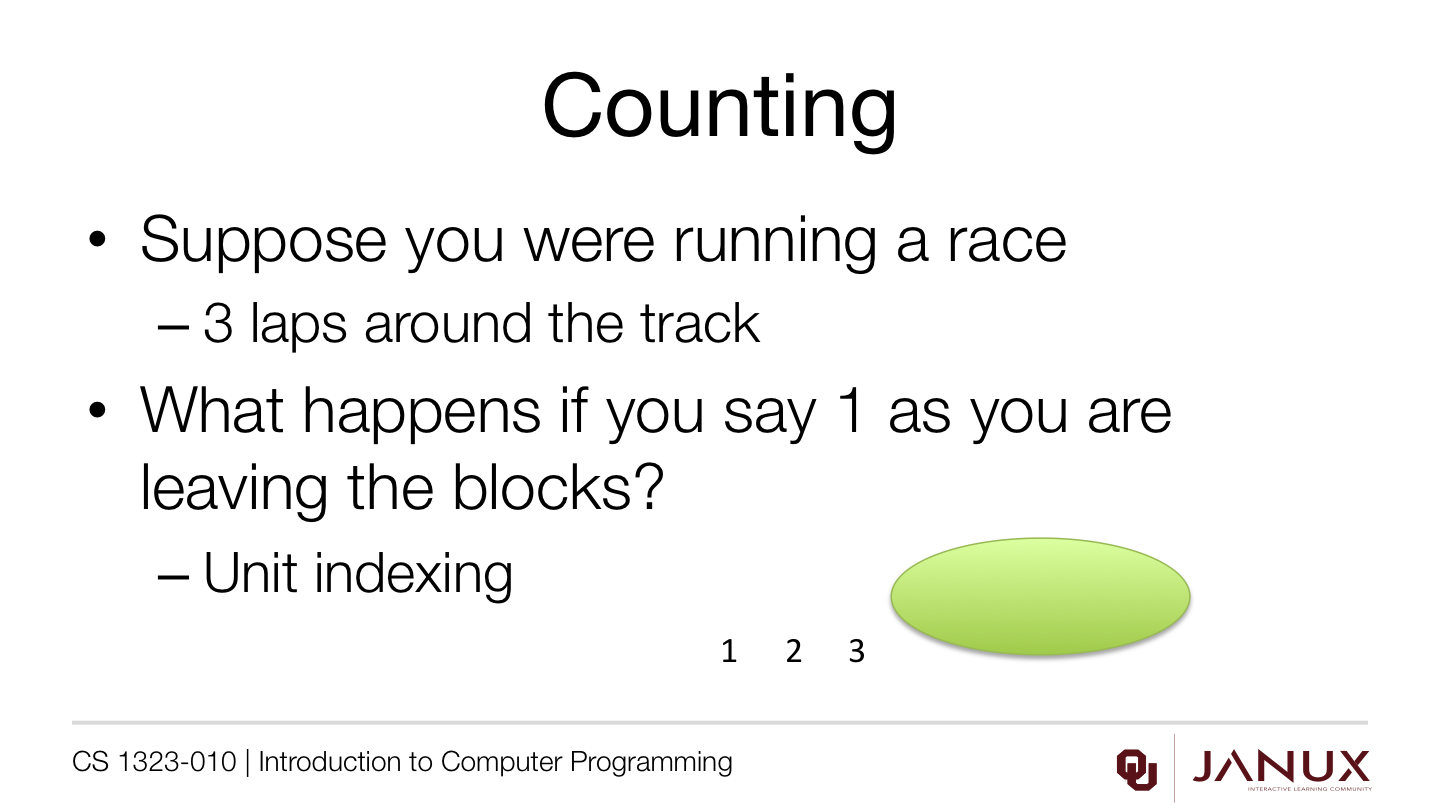 Counting
• Suppose you were running a race
– 3 laps around the track
• What happens if you say 1 as you are
leaving the blocks?
– Unit indexing
1 2 3
CS 1323-010 | Introduction to Computer Programming
OU
JANUX
INTERACTIVE LEARNING COMMUNITY